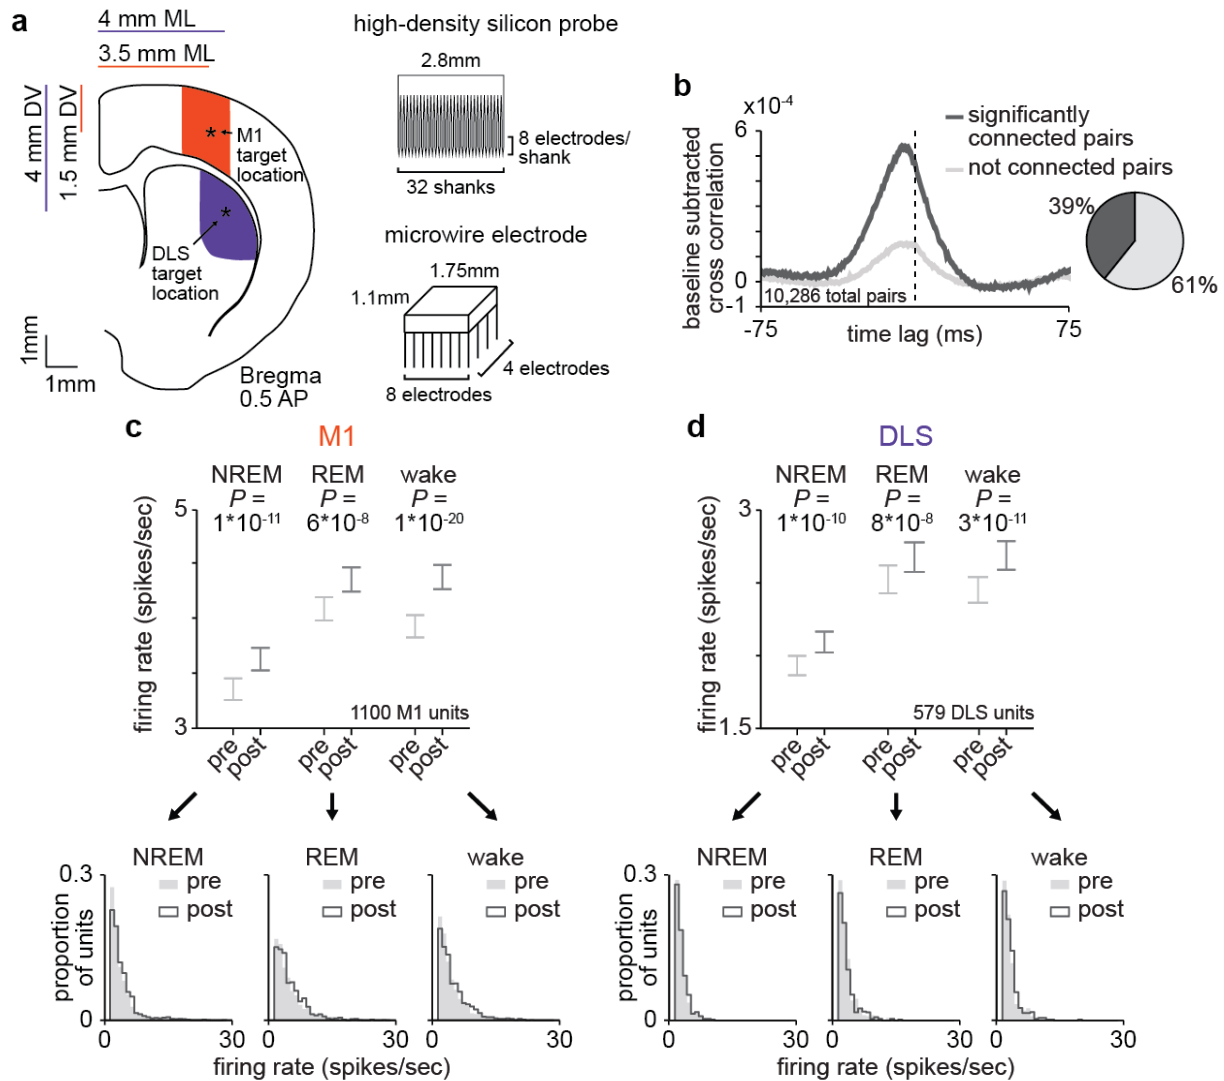 a
4 mm ML
3.5 mm ML
4 mm DV
1.5 mm DV
M1
target
location
DLS
target
location
1mm
1mm
Bregma
0.5 AP
high-density silicon probe
2.8mm
8 electrodes/
shank
32 shanks
microwire electrode
1.75mm
1.1mm
4 electrodes
8 electrodes
b
x10-4
6
0
-1
baseline subtracted
cross correlation
significantly
connected pairs
not connected pairs
39%
61%
10,286 total pairs
-75
75
time lag (ms)
c
M1
NREM
P =
1*10-11
REM
P =
6*10-8
wake
P =
1*10-20
5
3
firing rate (spikes/sec)
1100 M1 units
pre
post
pre
post
pre
post
NREM
pre
post
REM
pre
post
wake
pre
post
0.3
0
proportion
of units
0
30
0
30
0
30
firing rate (spikes/sec)
d
DLS
NREM
P =
1*10-10
REM
P =
8*10-8
wake
P =
3*10-11
3
1.5
firing rate (spikes/sec)
579 DLS units
pre
post
pre
post
pre
post
NREM
pre
post
REM
pre
post
wake
pre
post
0.3
0
proportion
of units
0
30
0
30
0
30
firing rate (spikes/sec)